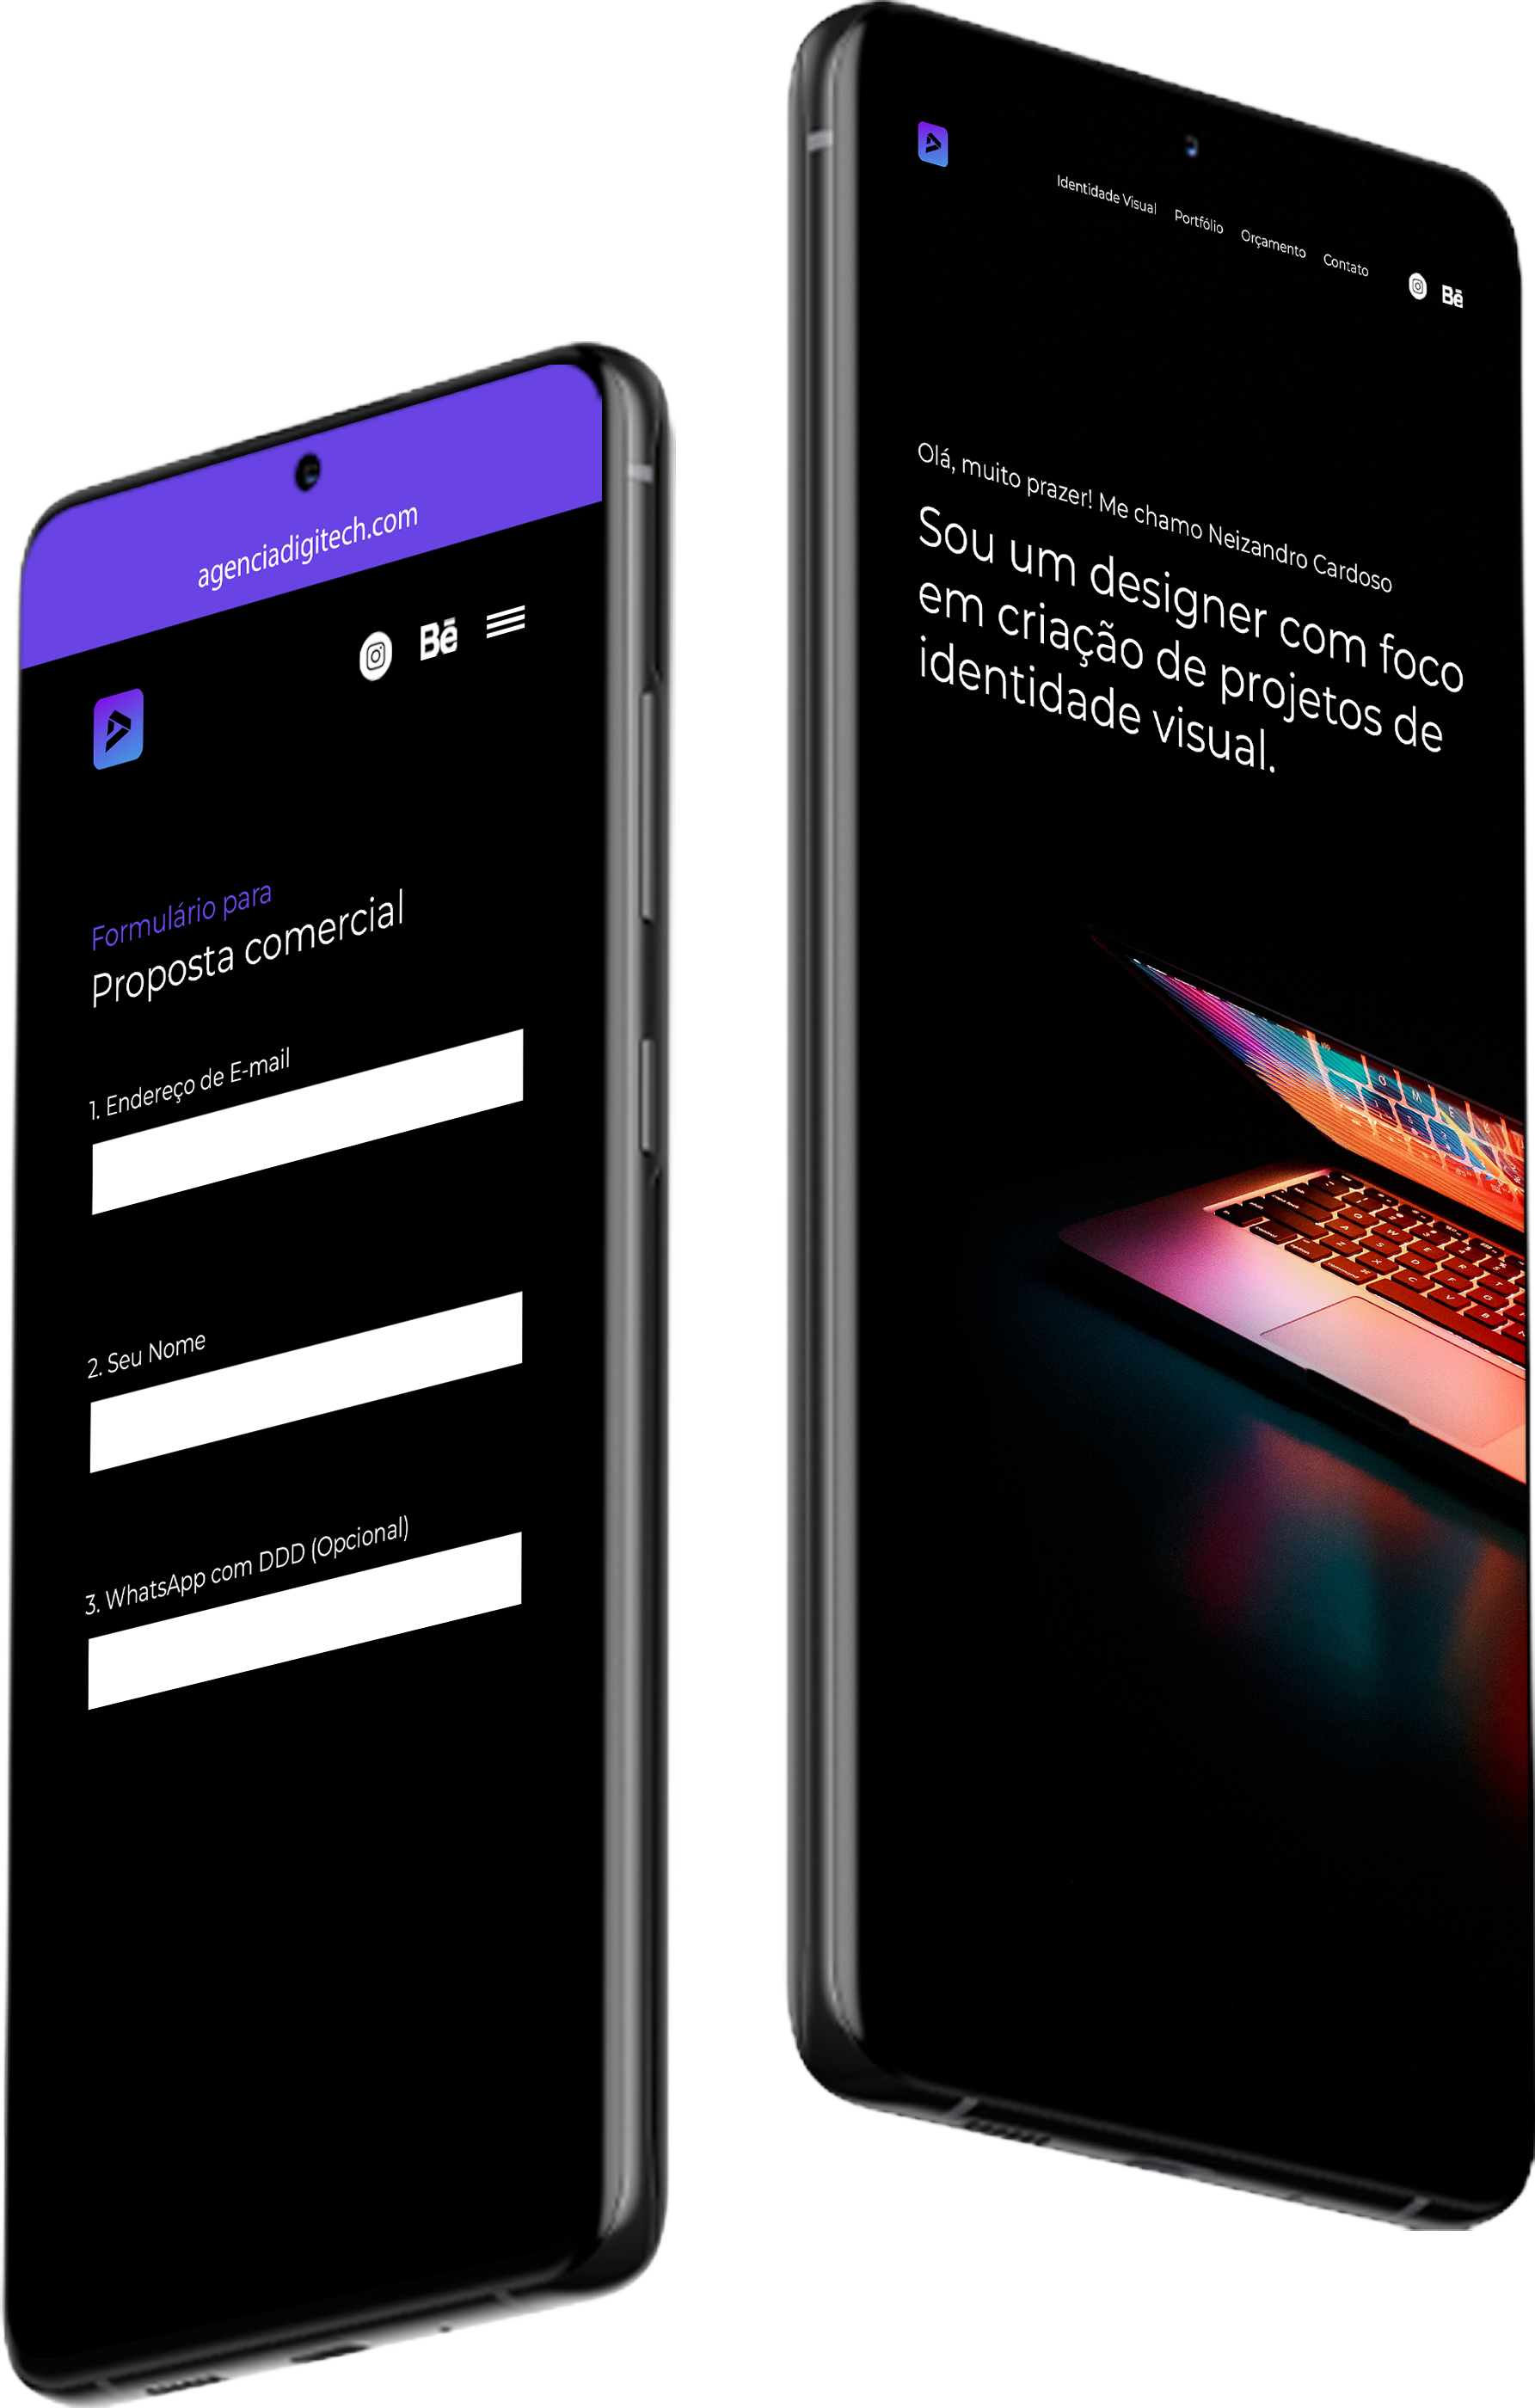 agenciadigitech.com
Bē
Formulário para
Proposta comercial
1. Endereço de E-mail
2. Seu Nome
3. WhatsApp com DDD (Opcional)
Identidade Visual
Portfólio
Orçamento
Contato
Bē
Olá, muito prazer! Me chamo Neizandro Cardoso
Sou um designer com foco
em criação de projetos de
identidade visual.